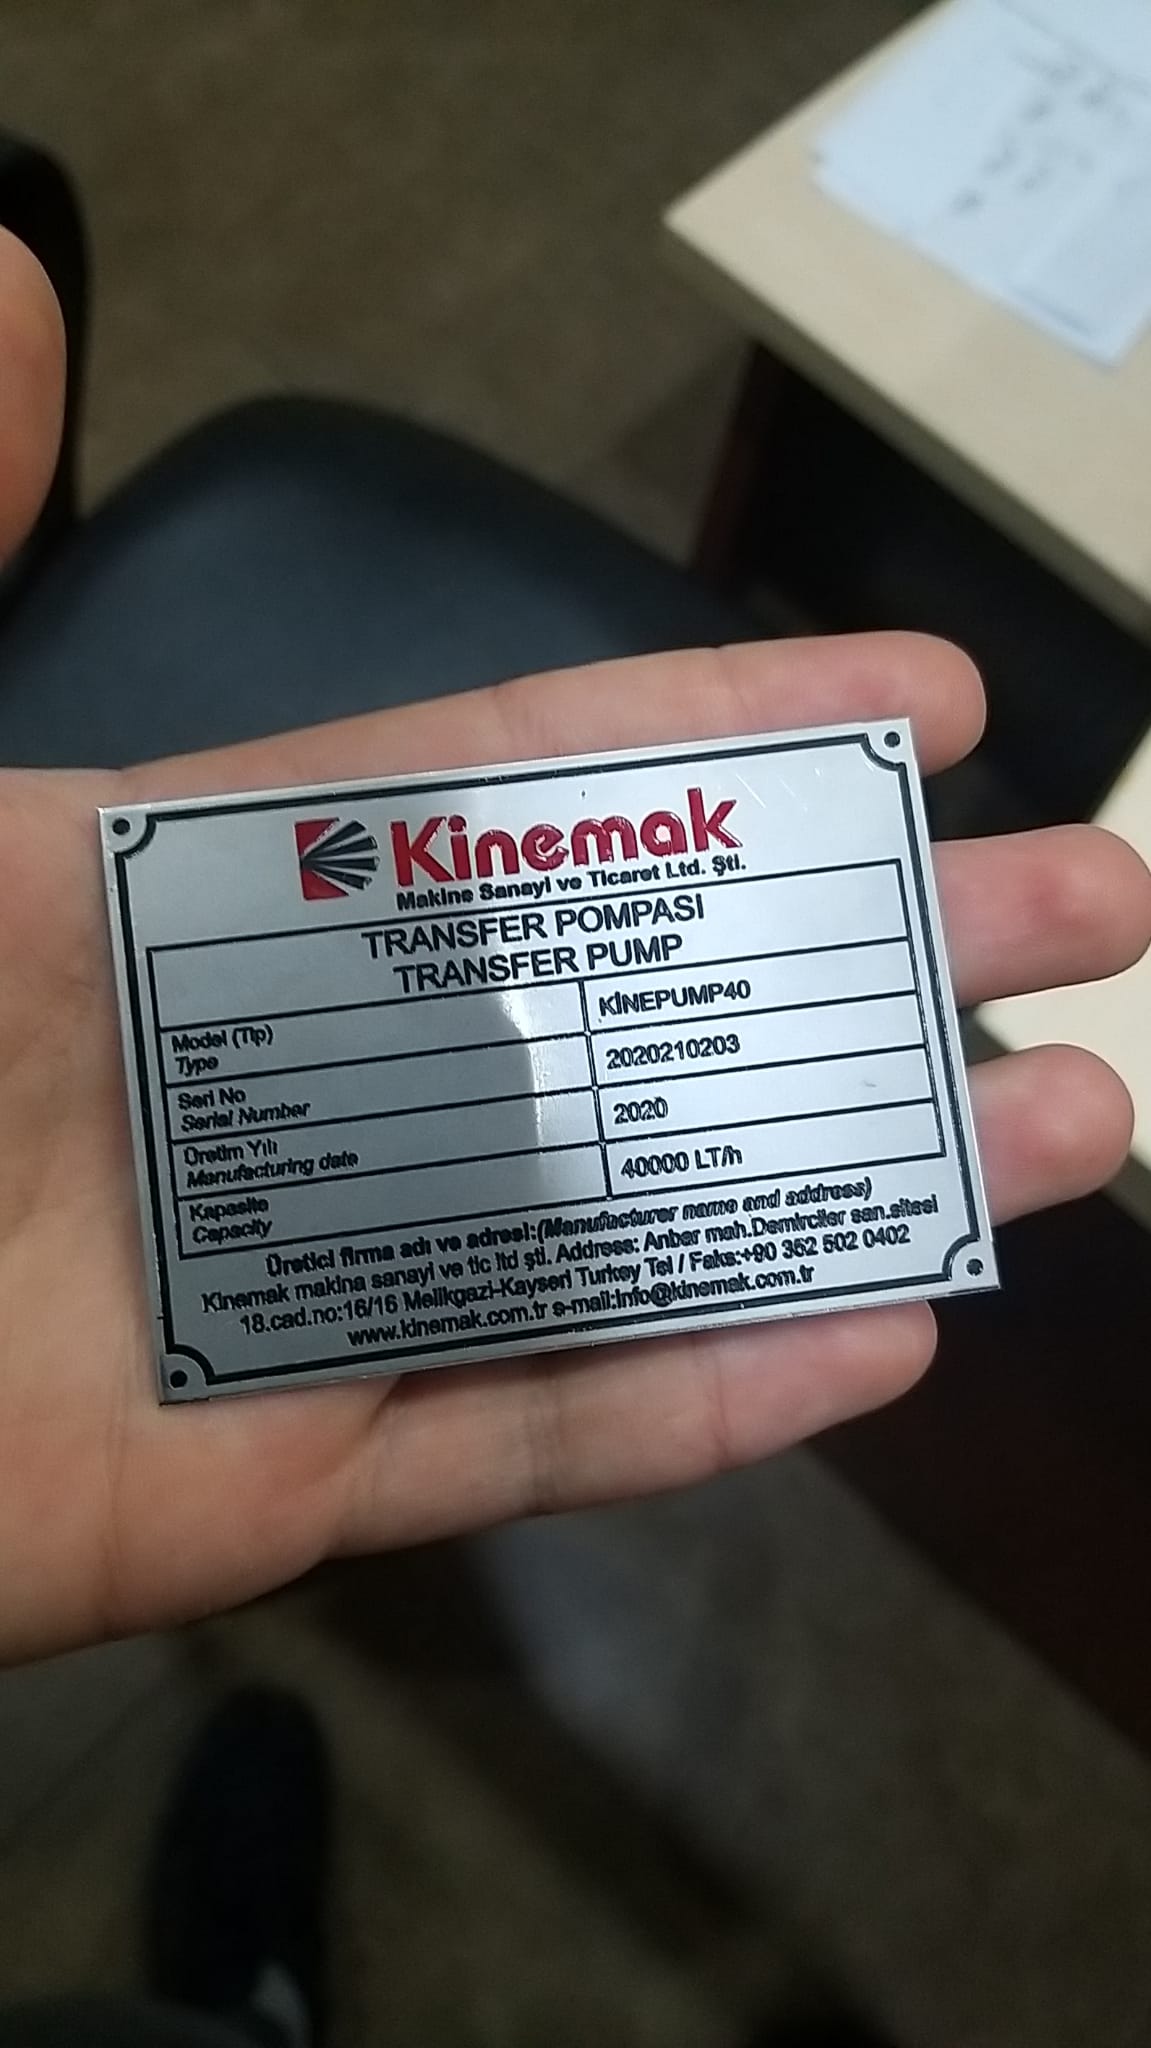 Kinemak
Makine Sanayi ve Ticaret Ltd. Şti.
TRANSFER POMPASI
TRANSFER PUMP
Model (Tip)
Type
KİNEPUMP40
Seri No
Serial Number
2020210203
Üretim Yılı
Manufacturing date
2020
Kapasite
Capacity
40000 LT/h
Üretici firma adı ve adresi:(Manufacturer name and address)
Kinemak makina sanayi ve tic ltd şti. Address: Anbar mah.Demirciler san.sitesi
18.cad.no:16/16 Melikgazi-Kayseri Turkey Tel / Faks:+90 352 502 0402
www.kinemak.com.tr e-mail:info@kinemak.com.tr